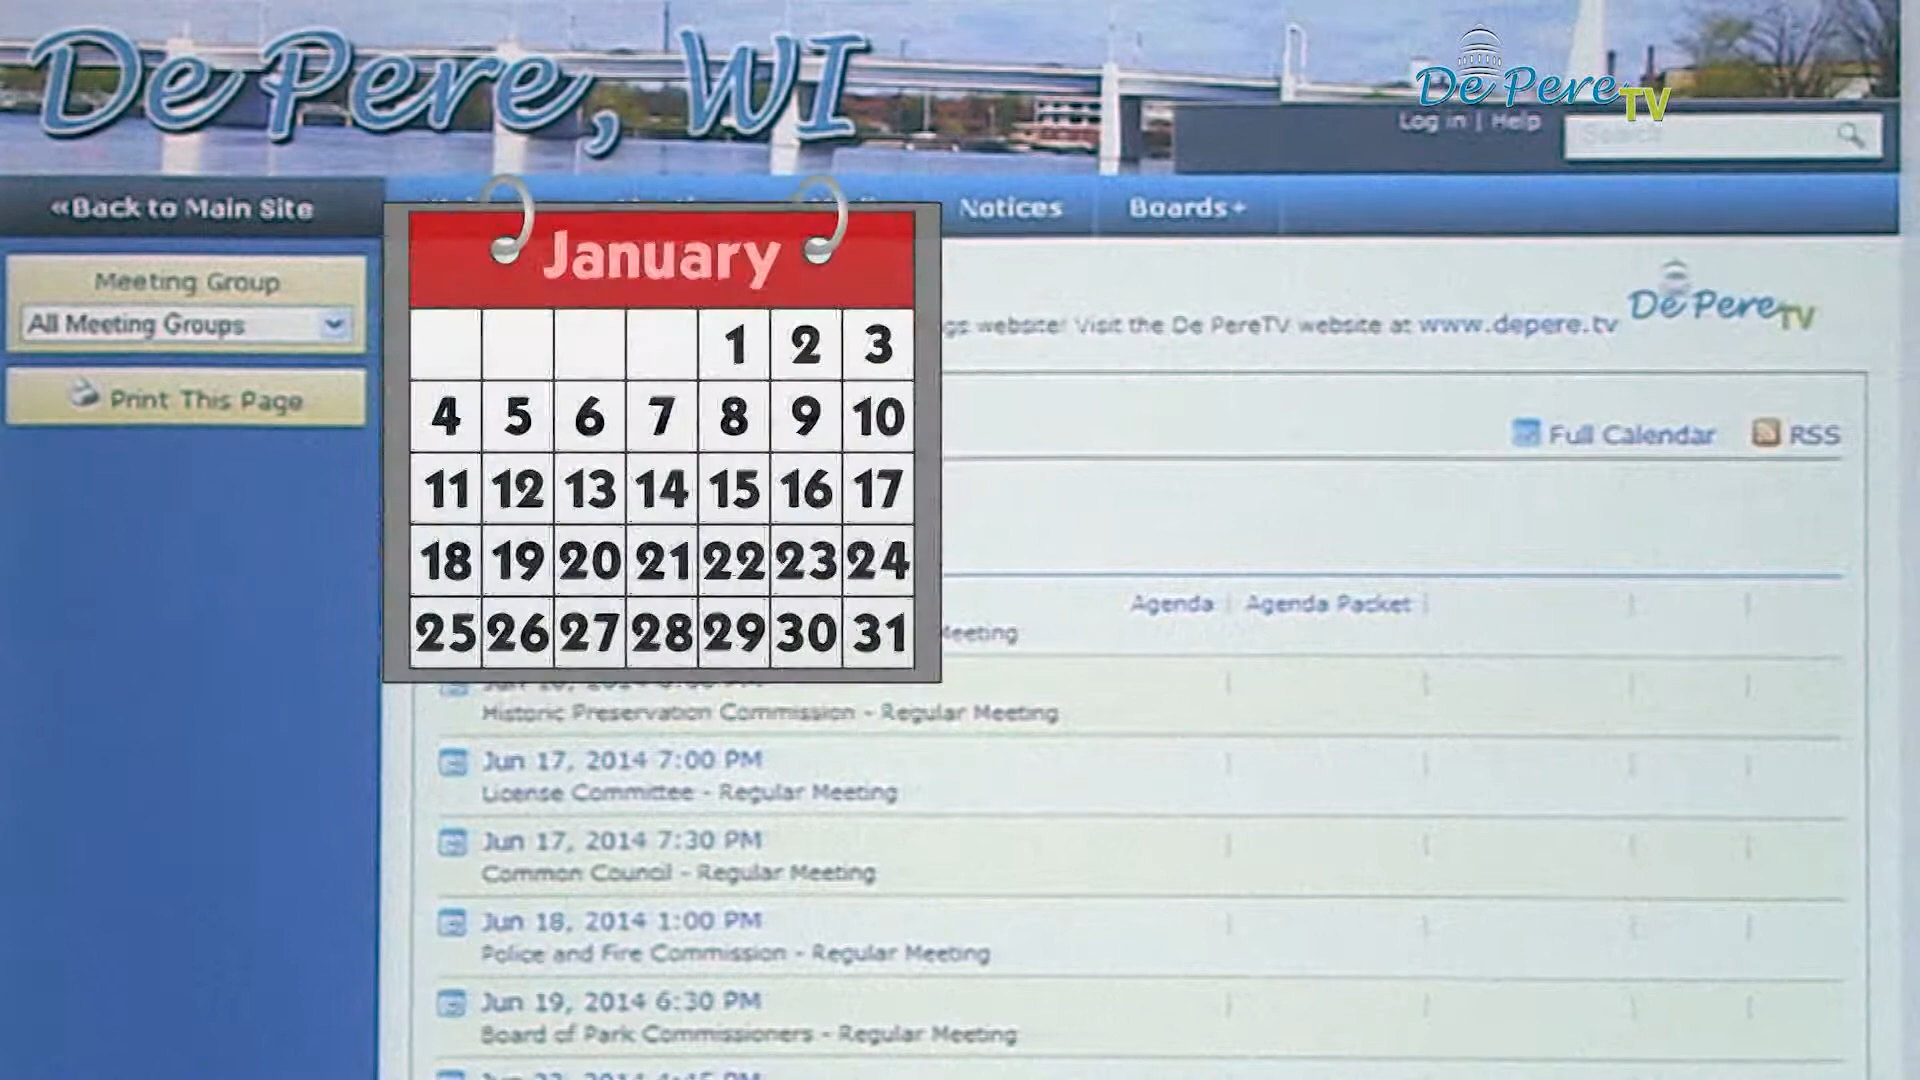 De Pere, WI
De Pere TV
Log in | Help
Search
«Back to Main Site
Notices
Boards+
Meeting Group
All Meeting Groups
Print This Page
January
1 2 3
4 5 6 7 8 9 10
11 12 13 14 15 16 17
18 19 20 21 22 23 24
25 26 27 28 29 30 31
website! Visit the De PereTV website at www.depere.tv
De Pere TV
Full Calendar
RSS
Agenda | Agenda Packet |
Meeting
Historic Preservation Commission - Regular Meeting
Jun 17, 2014 7:00 PM
License Committee - Regular Meeting
Jun 17, 2014 7:30 PM
Common Council - Regular Meeting
Jun 18, 2014 1:00 PM
Police and Fire Commission - Regular Meeting
Jun 19, 2014 6:30 PM
Board of Park Commissioners - Regular Meeting